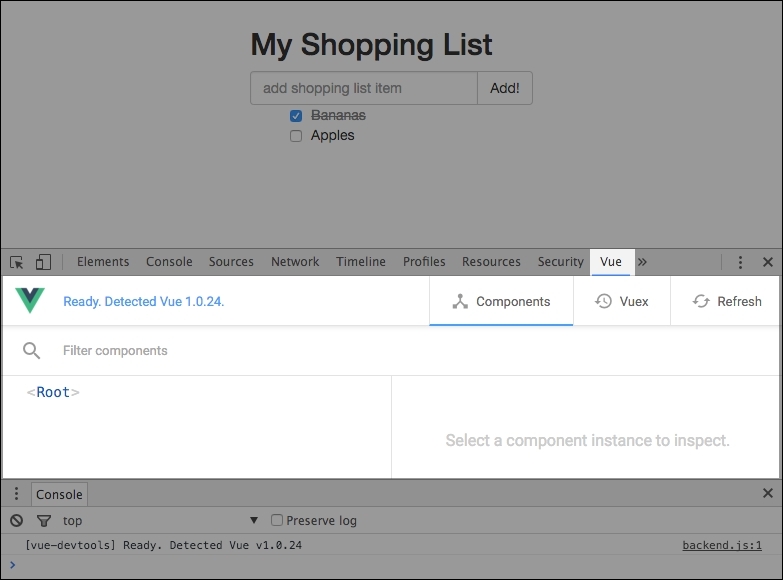 My Shopping List
add shopping list item Add!
Bananas
Apples
Elements Console Sources Network Timeline Profiles Resources Security Vue »
Ready. Detected Vue 1.0.24. Components Vuex Refresh
Filter components
<Root>
Select a component instance to inspect.
Console
top Preserve log
[vue-devtools] Ready. Detected Vue v1.0.24 backend.js:1
>